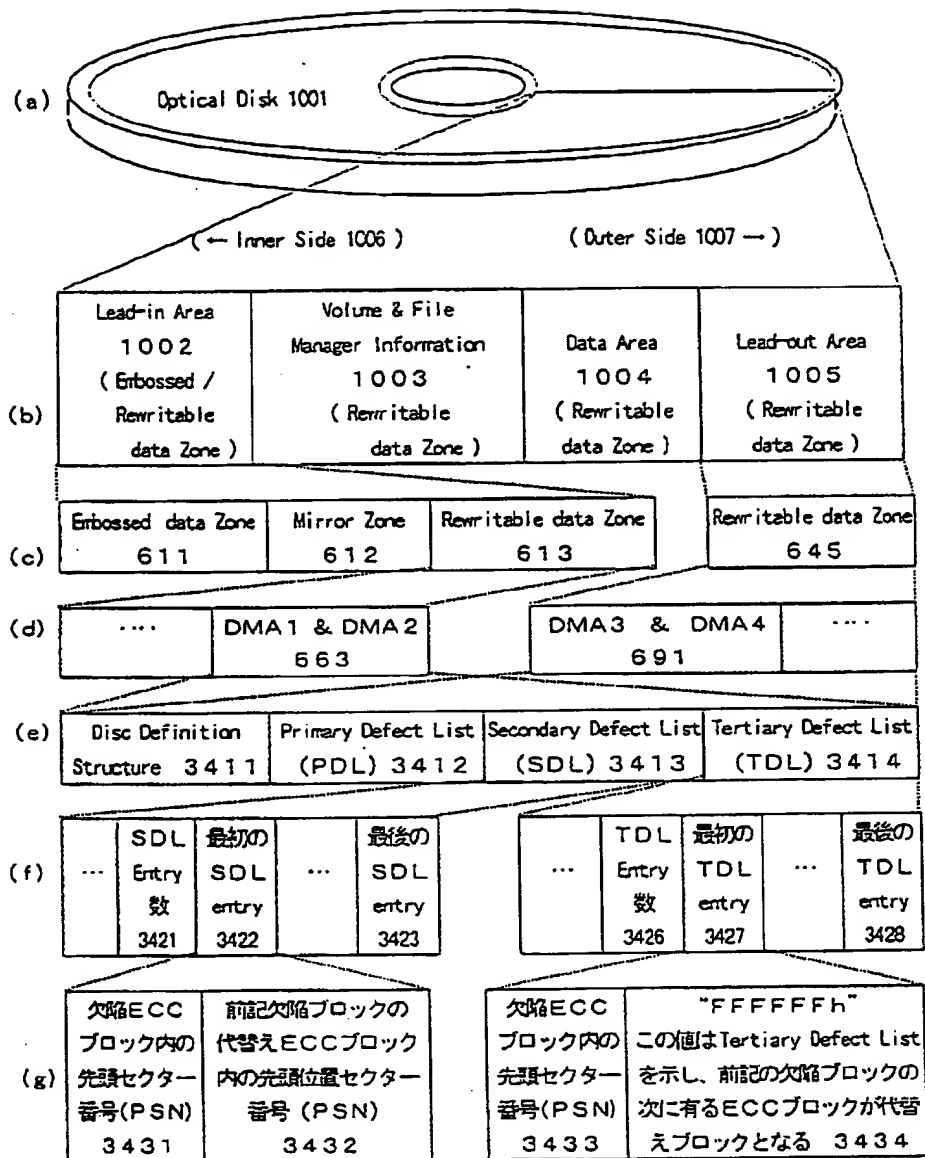 (a)
Optical Disk 1001
(← Inner Side 1006 )
(Outer Side 1007 →)
(b)
Lead-in Area
1002
(Embossed /
Rewritable
data Zone )
Volume & File
Manager Information
1003
(Rewritable
data Zone )
Data Area
1004
(Rewritable
data Zone )
Lead-out Area
1005
(Rewritable
data Zone )
(c)
Embossed data Zone
611
Mirror Zone
612
Rewritable data Zone
613
Rewritable data Zone
645
(d)
....
DMA1 & DMA2
663
DMA3 & DMA4
691
....
(e)
Disc Definition
Structure 3411
Primary Defect List
(PDL) 3412
Secondary Defect List
(SDL) 3413
Tertiary Defect List
(TDL) 3414
(f)
...
SDL
Entry
数
3421
最初の
SDL
entry
3422
...
最後の
SDL
entry
3423
...
TDL
Entry
数
3426
最初の
TDL
entry
3427
...
最後の
TDL
entry
3428
(g)
欠陥ECC
ブロック内の
先頭セクター
番号(PSN)
3431
前記欠陥ブロックの
代替えECCブロック
内の先頭位置セクター
番号 (PSN)
3432
欠陥ECC
ブロック内の
先頭セクター
番号(PSN)
3433
"FFFFFFh"
この値はTertiary Defect List
を示し、前記の欠陥ブロックの
次に有るECCブロックが代替
えブロックとなる 3434